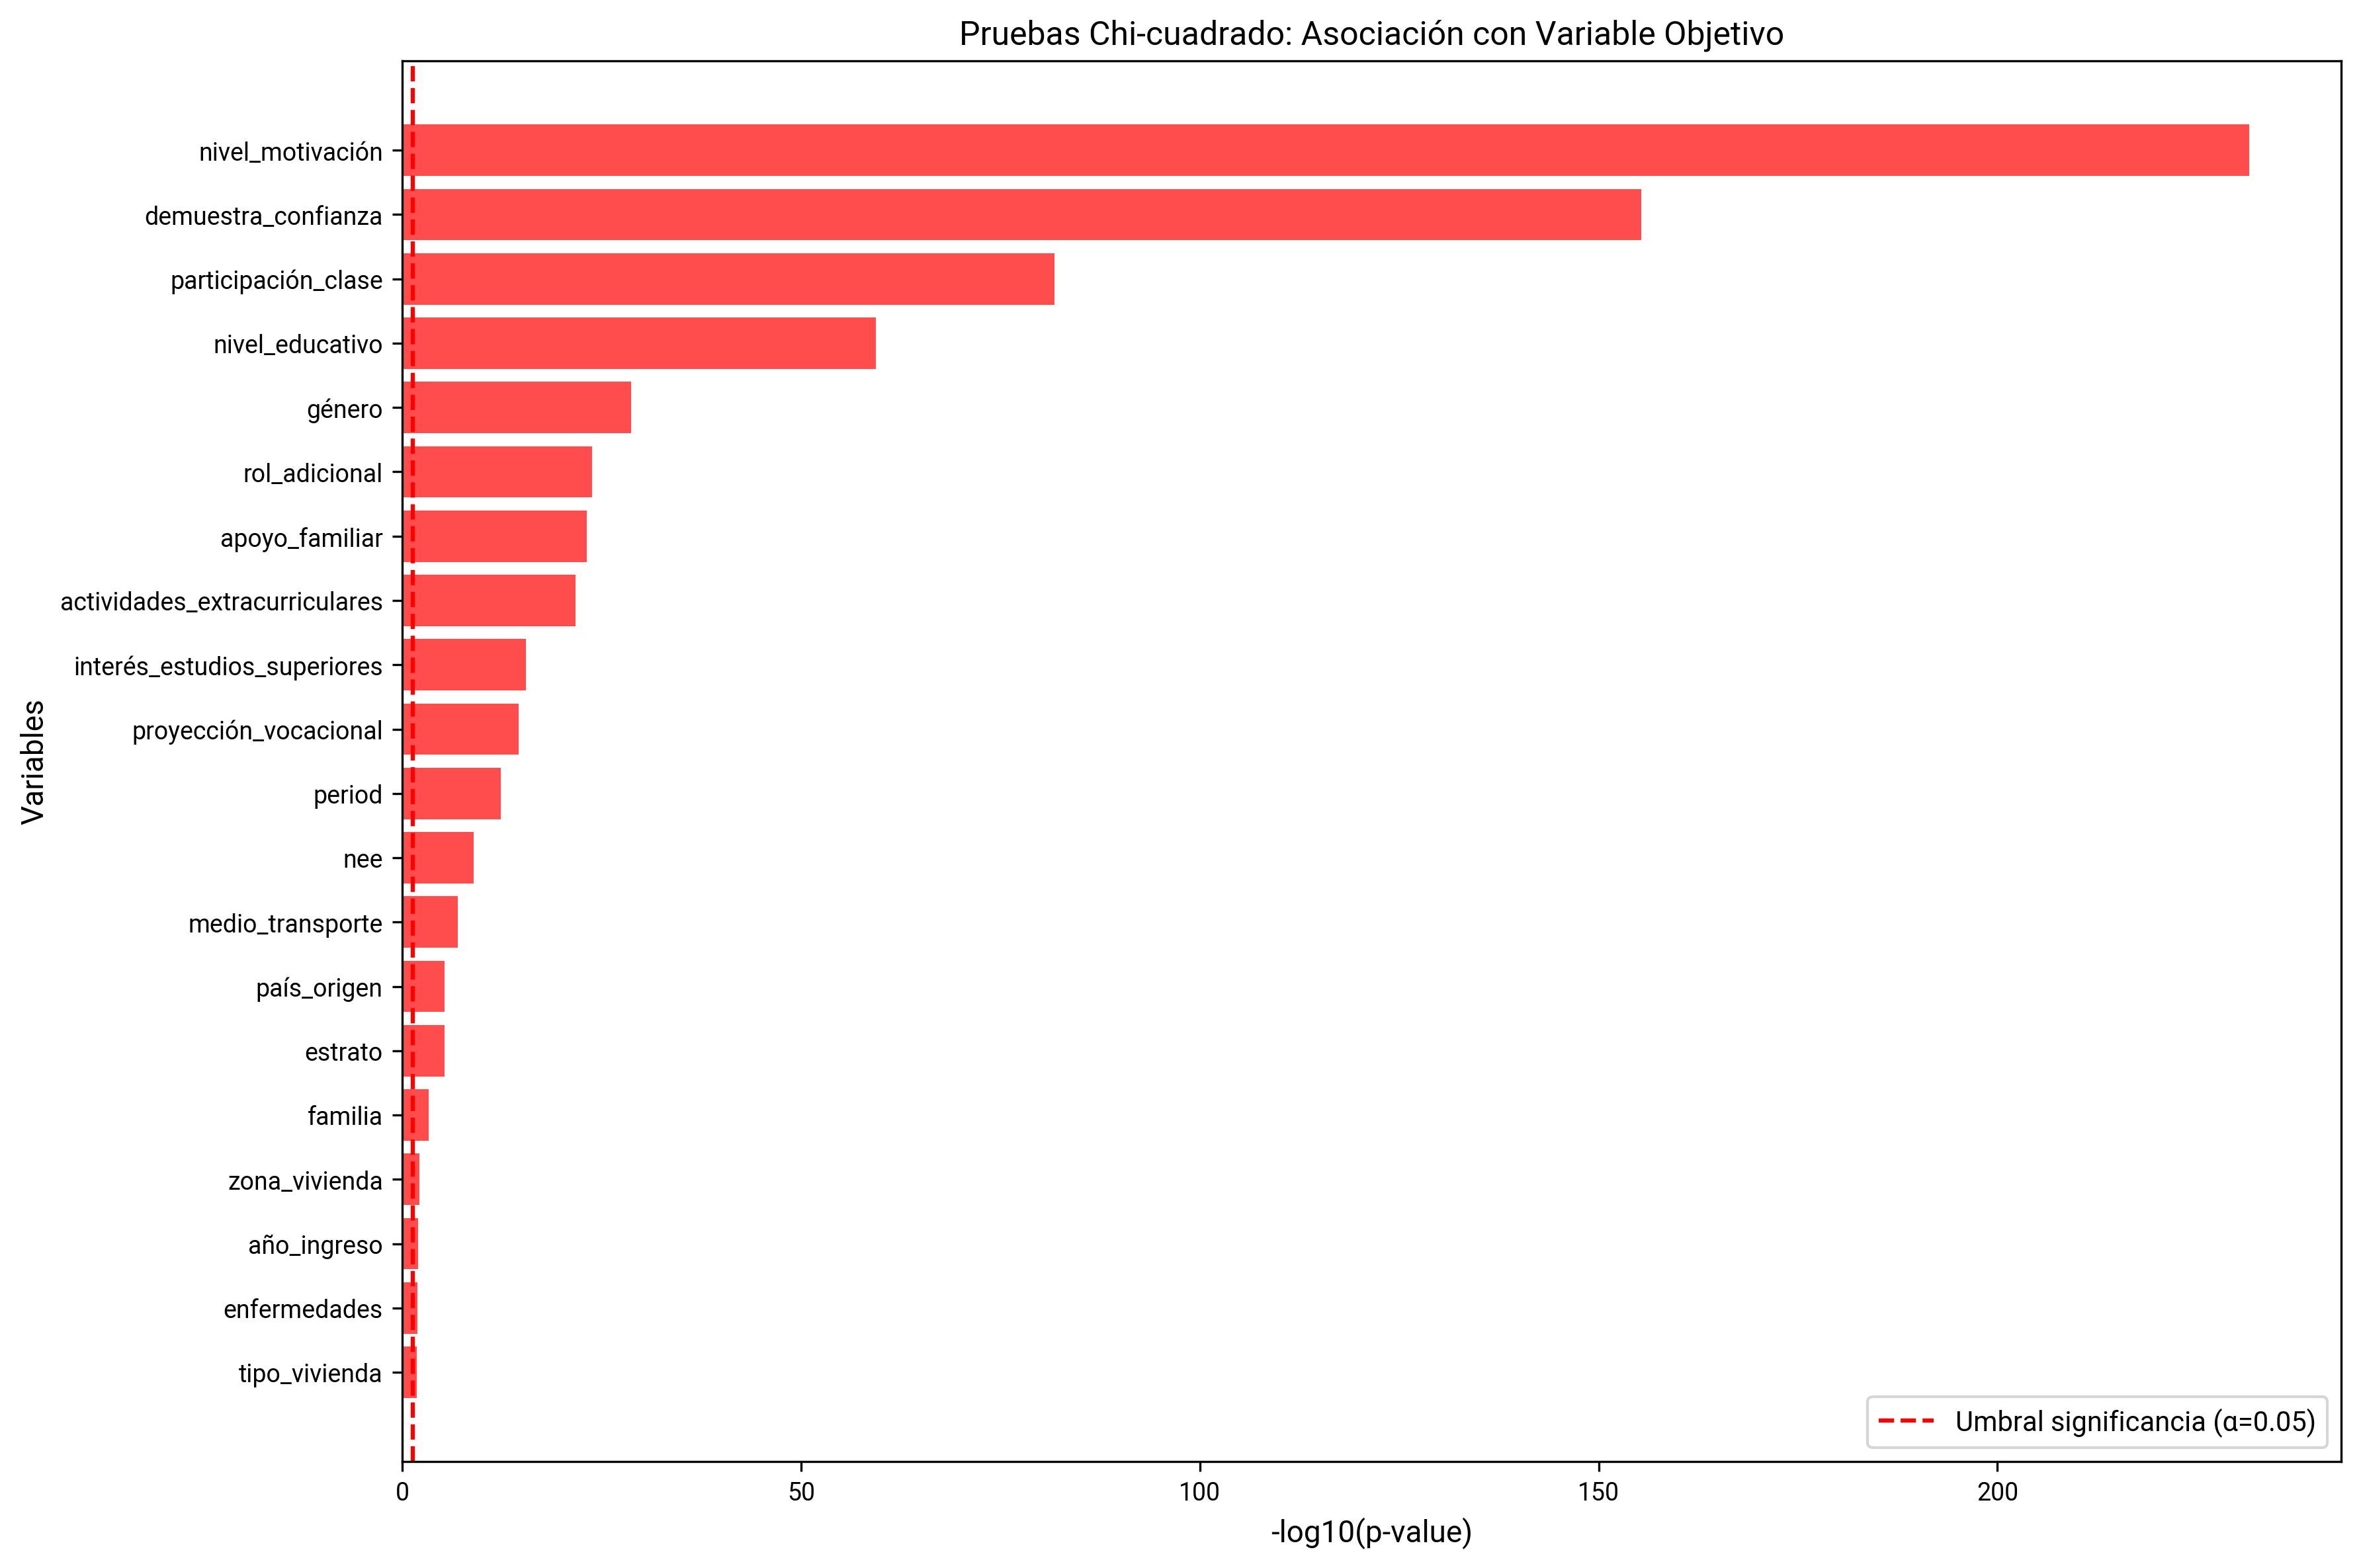 Pruebas Chi-cuadrado: Asociación con Variable Objetivo
Variables
nivel_motivación
demuestra_confianza
participación_clase
nivel_educativo
género
rol_adicional
apoyo_familiar
actividades_extracurriculares
interés_estudios_superiores
proyección_vocacional
period
nee
medio_transporte
país_origen
estrato
familia
zona_vivienda
año_ingreso
enfermedades
tipo_vivienda
Umbral significancia (α=0.05)
0 50 100 150 200
-log10(p-value)